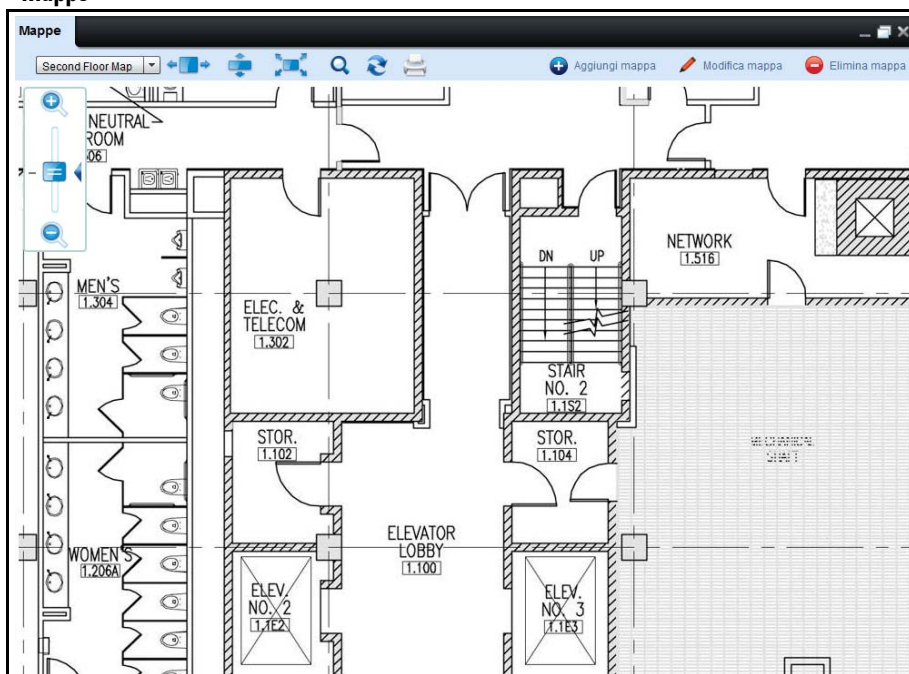 Mappe
Second Floor Map
Aggiungi mappa
Modifica mappa
Elimina mappa
NEUTRAL
ROOM
MEN'S
1.304
ELEC. &
TELECOM
1.302
DN UP
NETWORK
1.516
STAIR
NO. 2
1.1S2
STOR.
1.102
STOR.
1.104
MECHANICAL
SHAFT
ELEVATOR
LOBBY
1.100
WOMEN'S
1.206A
ELEV.
NO. 2
1.1E2
ELEV.
NO. 3
1.1E3